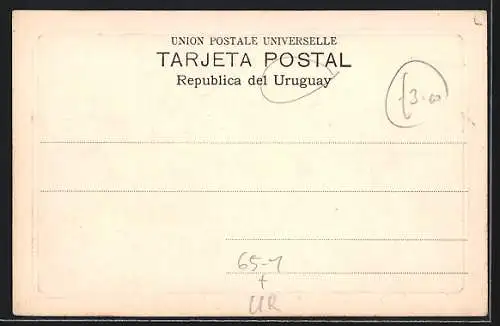 UNION POSTALE UNIVERSELLE
TARJETA POSTAL
Republica del Uruguay
3.00
65-1
UR